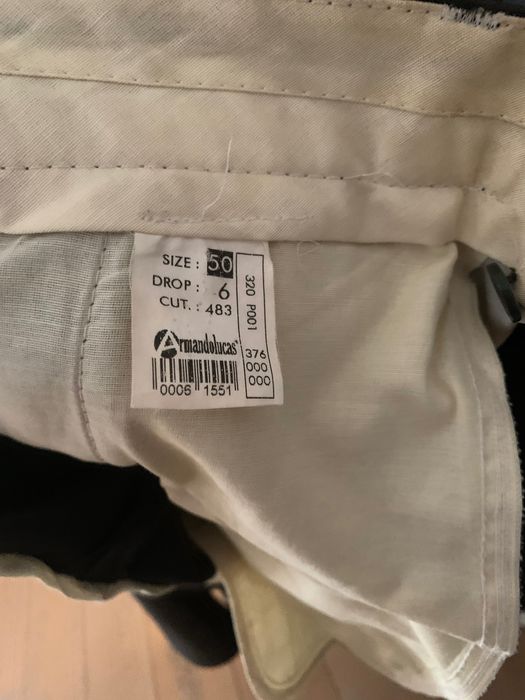 SIZE : 50
DROP : 6
CUT. : 483
Armandolucas
0006 1551
320 P001
376
000
000